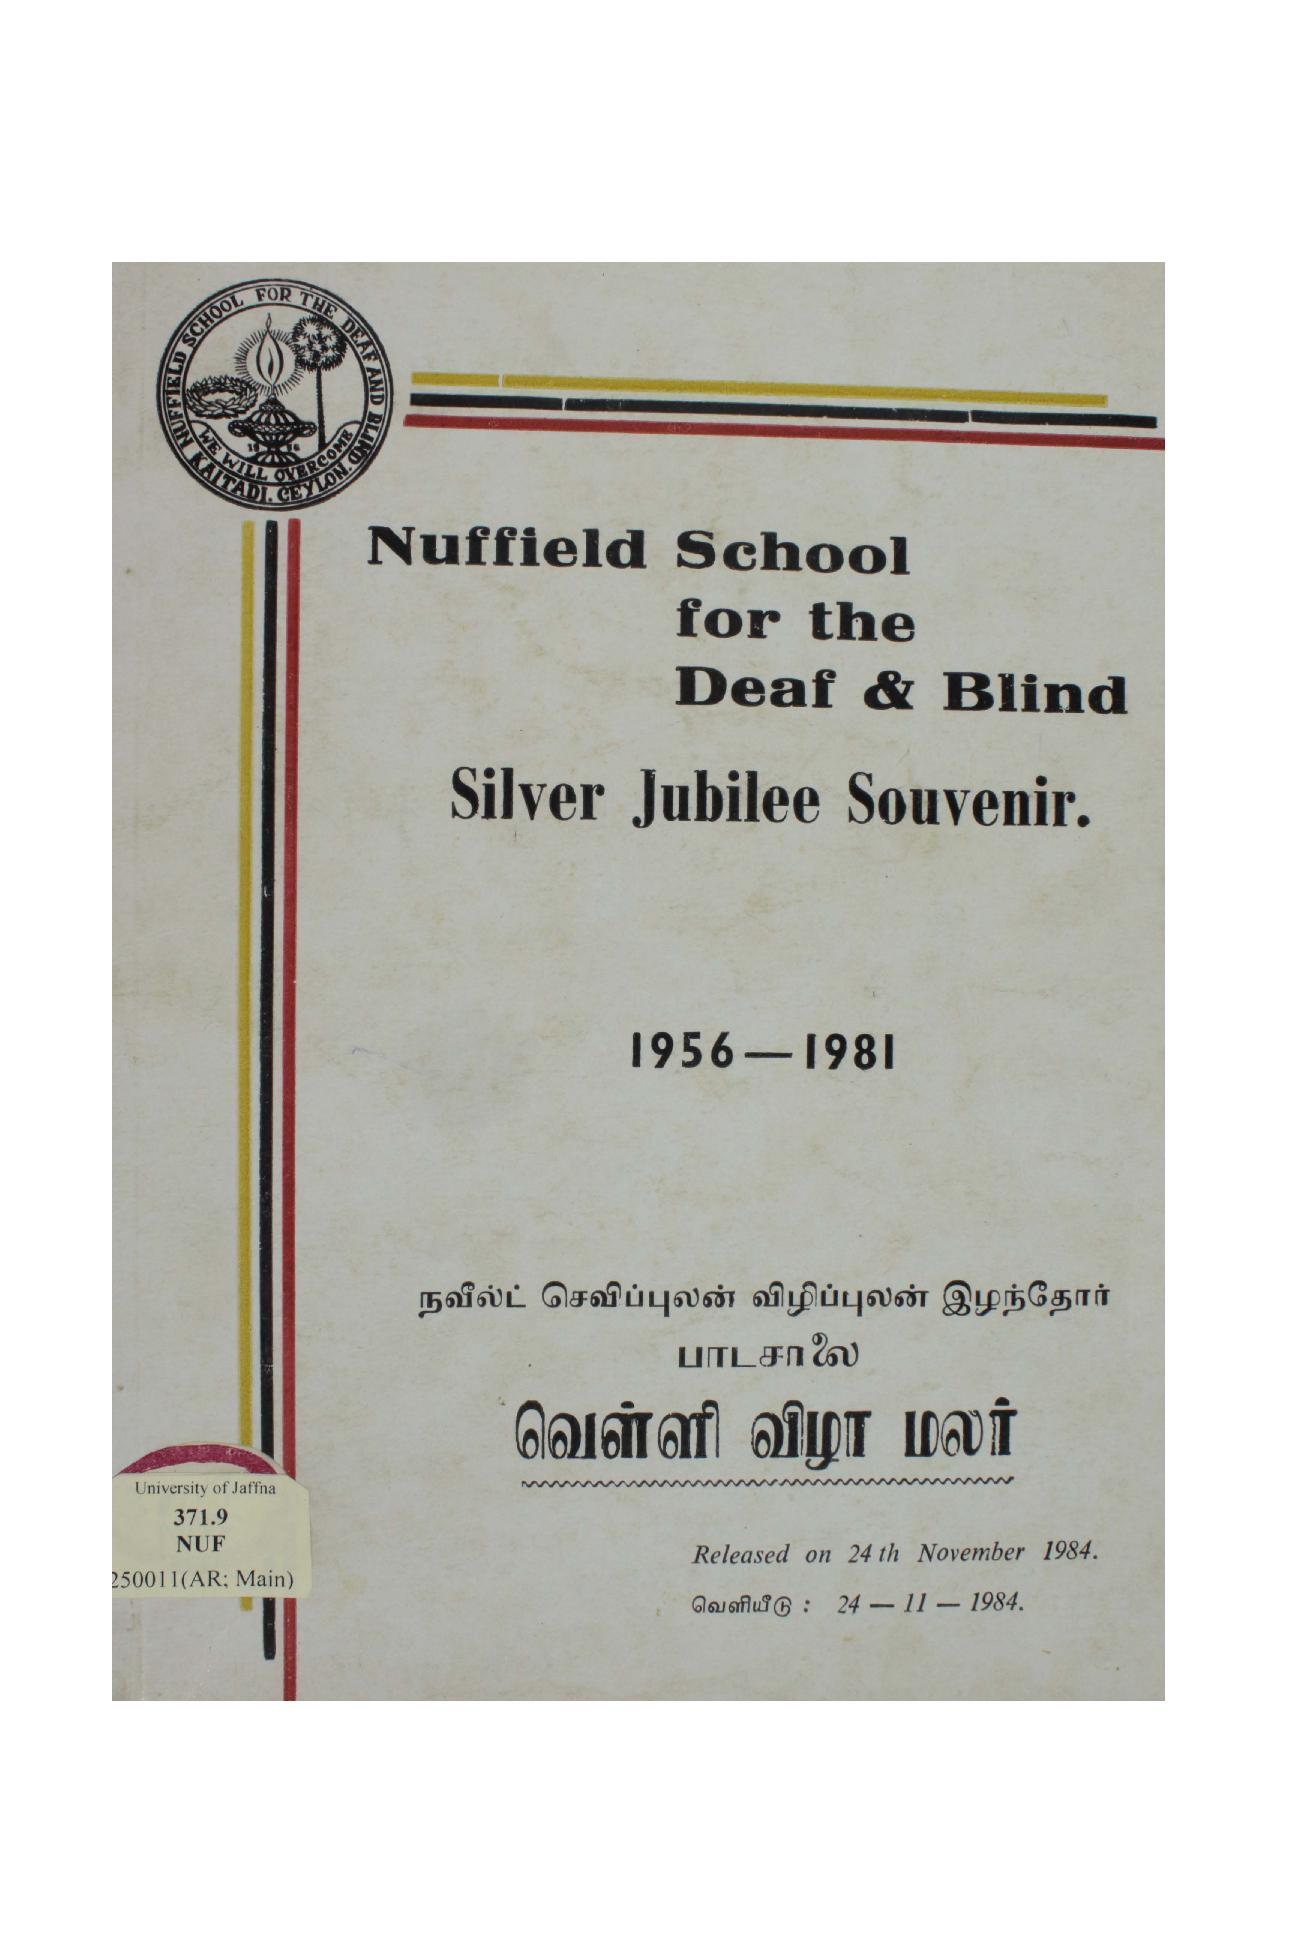 NUFFIELD SCHOOL FOR THE DEAF AND BLIND.
KAITADI. CEYLON.
WE WILL OVERCOME
Nuffield School
for the
Deaf & Blind
Silver Jubilee Souvenir.
1956—1981
நவீல்ட் செவிப்புலன் விழிப்புலன் இழந்தோர்
பாடசாலை
வெள்ளி விழா மலர்
University of Jaffna
371.9
NUF
250011(AR; Main)
Released on 24 th November 1984.
வெளியீடு : 24 — 11 — 1984.